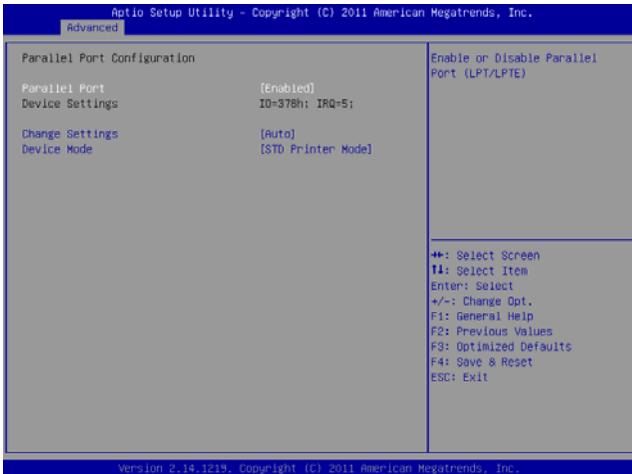 Aptio Setup Utility - Copyright (C) 2011 American Megatrends, Inc.
Advanced
Parallel Port Configuration
Parallel Port [Enabled]
Device Settings IO=378h; IRQ=5;
Change Settings [Auto]
Device Mode [STD Printer Mode]
Enable or Disable Parallel
Port (LPT/LPTE)
→←: Select Screen
↑↓: Select Item
Enter: Select
+/-: Change Opt.
F1: General Help
F2: Previous Values
F3: Optimized Defaults
F4: Save & Reset
ESC: Exit
Version 2.14.1219. Copyright (C) 2011 American Megatrends, Inc.